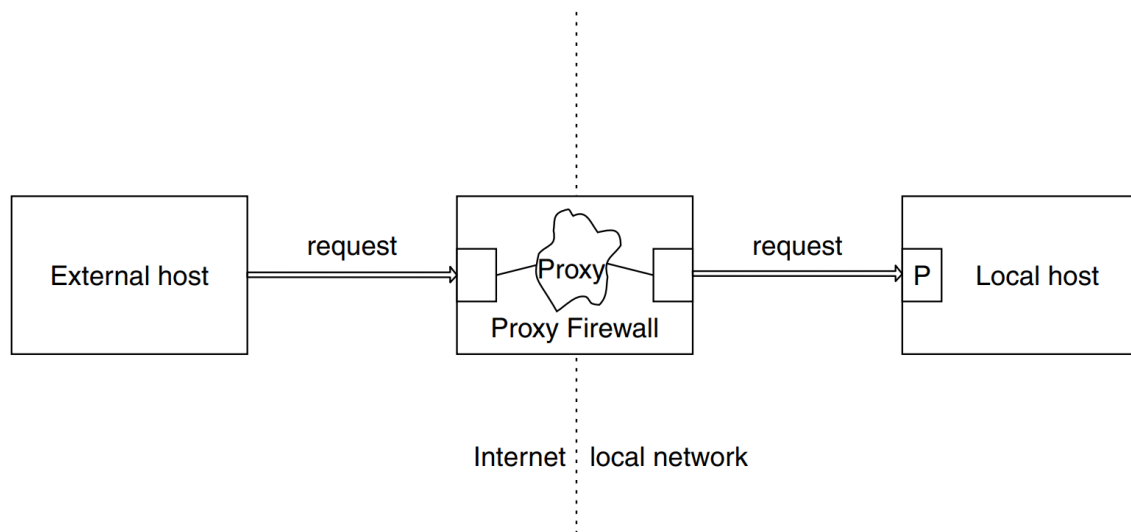 request
request
External host
Proxy
P
Local host
Proxy Firewall
Internet
local network